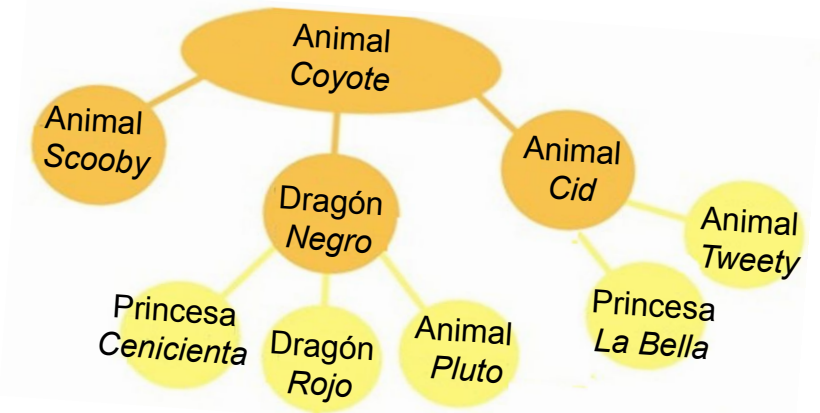 Animal
Coyote
Animal
Scooby
Animal
Cid
Dragón
Negro
Animal
Tweety
Princesa
Cenicienta
Dragón
Rojo
Animal
Pluto
Princesa
La Bella